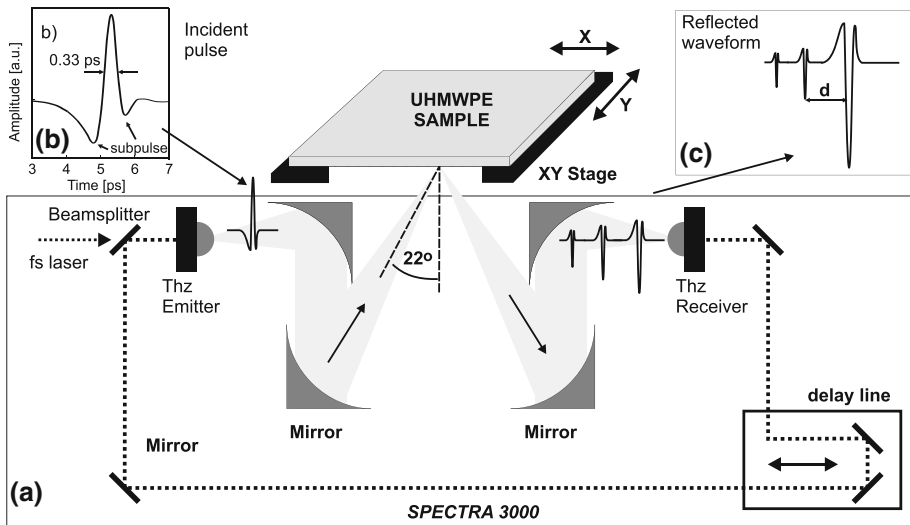 b)
Amplitude [a.u.]
0.33 ps
subpulse
(b)
3 4 5 6 7
Time [ps]
Incident
pulse
X
Y
UHMWPE
SAMPLE
XY Stage
Reflected
waveform
d
(c)
Beamsplitter
fs laser
Thz
Emitter
22º
Thz
Receiver
Mirror
Mirror
Mirror
delay line
(a)
SPECTRA 3000